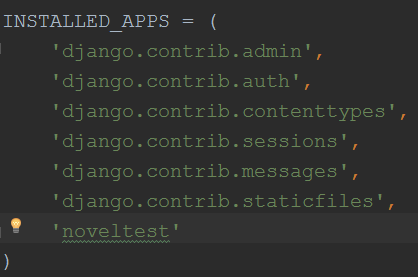 INSTALLED_APPS = (
    'django.contrib.admin',
    'django.contrib.auth',
    'django.contrib.contenttypes',
    'django.contrib.sessions',
    'django.contrib.messages',
    'django.contrib.staticfiles',
    'noveltest'
)